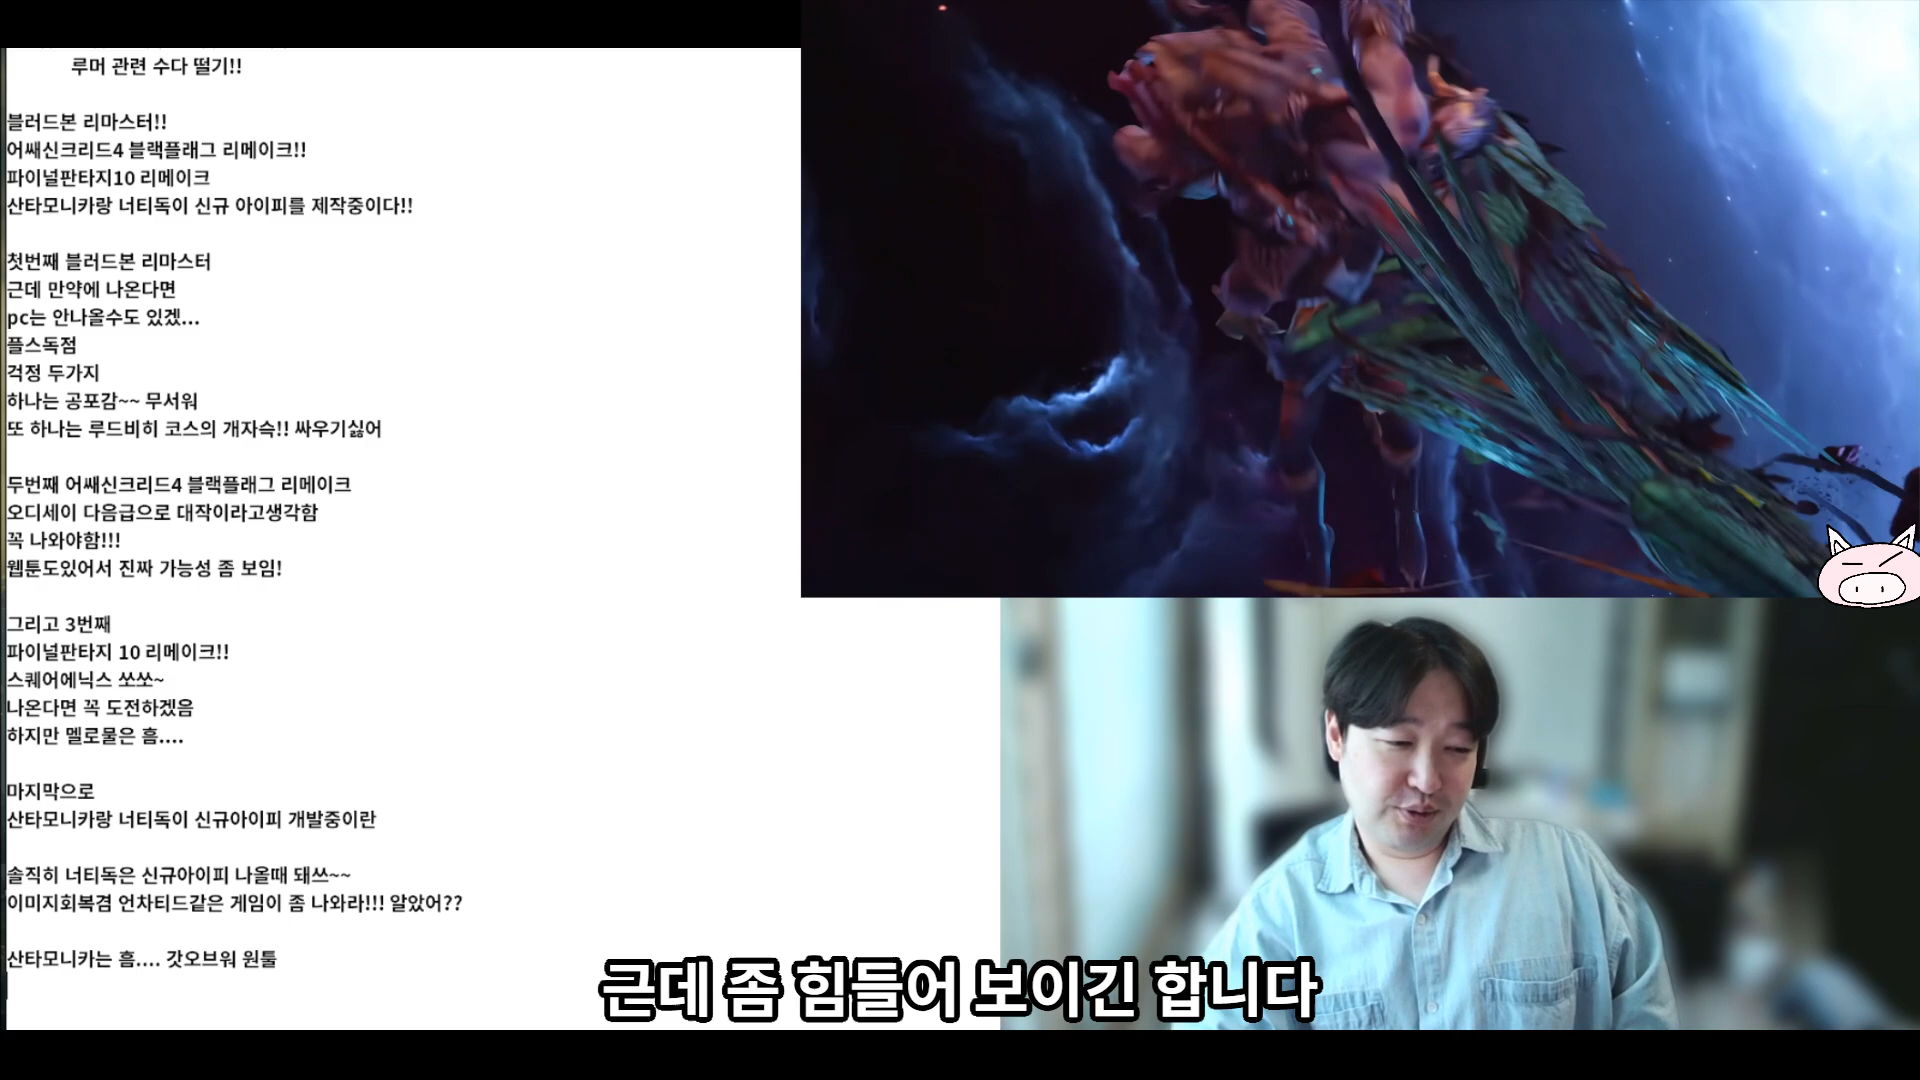 루머 관련 수다 떨기!!
블러드본 리마스터!!
어쌔신크리드4 블랙플래그 리메이크!!
파이널판타지10 리메이크
산타모니카랑 너티독이 신규 아이피를 제작중이다!!
첫번째 블러드본 리마스터
근데 만약에 나온다면
pc는 안나올수도 있겠...
플스독점
걱정 두가지
하나는 공포감~~ 무서워
또 하나는 루드비히 코스의 개자슥!! 싸우기싫어
두번째 어쌔신크리드4 블랙플래그 리메이크
오디세이 다음급으로 대작이라고생각함
꼭 나와야함!!!
웹툰도있어서 진짜 가능성 좀 보임!
그리고 3번째
파이널판타지 10 리메이크!!
스퀘어에닉스 쏘쏘~
나온다면 꼭 도전하겠음
하지만 멜로물은 흠....
마지막으로
산타모니카랑 너티독이 신규아이피 개발중이란
솔직히 너티독은 신규아이피 나올때 돼쓰~~
이미지회복겸 언차티드같은 게임이 좀 나와라!!! 알았어??
산타모니카는 흠.... 갓오브워 원툴
근데 좀 힘들어 보이긴 합니다